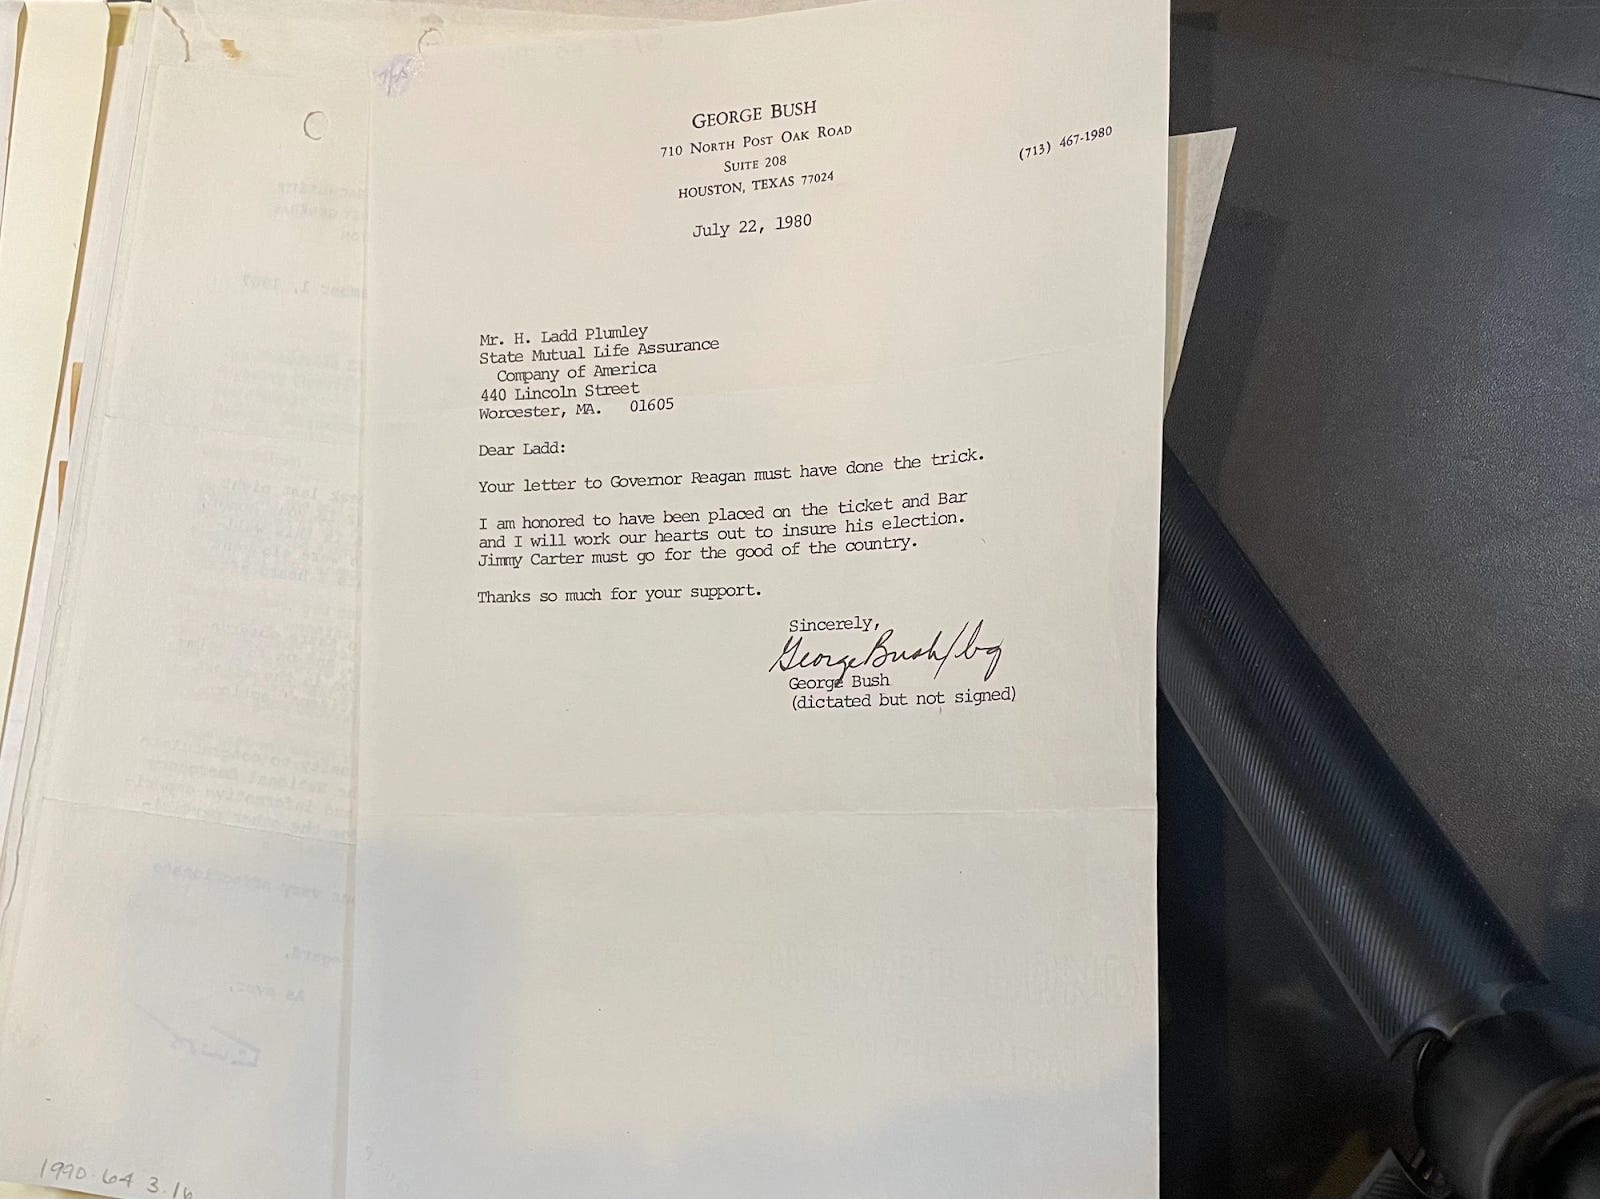 GEORGE BUSH
710 NORTH POST OAK ROAD
SUITE 208
HOUSTON, TEXAS 77024
(713) 467-1980
July 22, 1980
Mr. H. Ladd Plumley
State Mutual Life Assurance
Company of America
440 Lincoln Street
Worcester, MA. 01605
Dear Ladd:
Your letter to Governor Reagan must have done the trick.
I am honored to have been placed on the ticket and Bar
and I will work our hearts out to insure his election.
Jimmy Carter must go for the good of the country.
Thanks so much for your support.
Sincerely,
George Bush/bg
George Bush
(dictated but not signed)
C
As ever,
1990.64 3.16